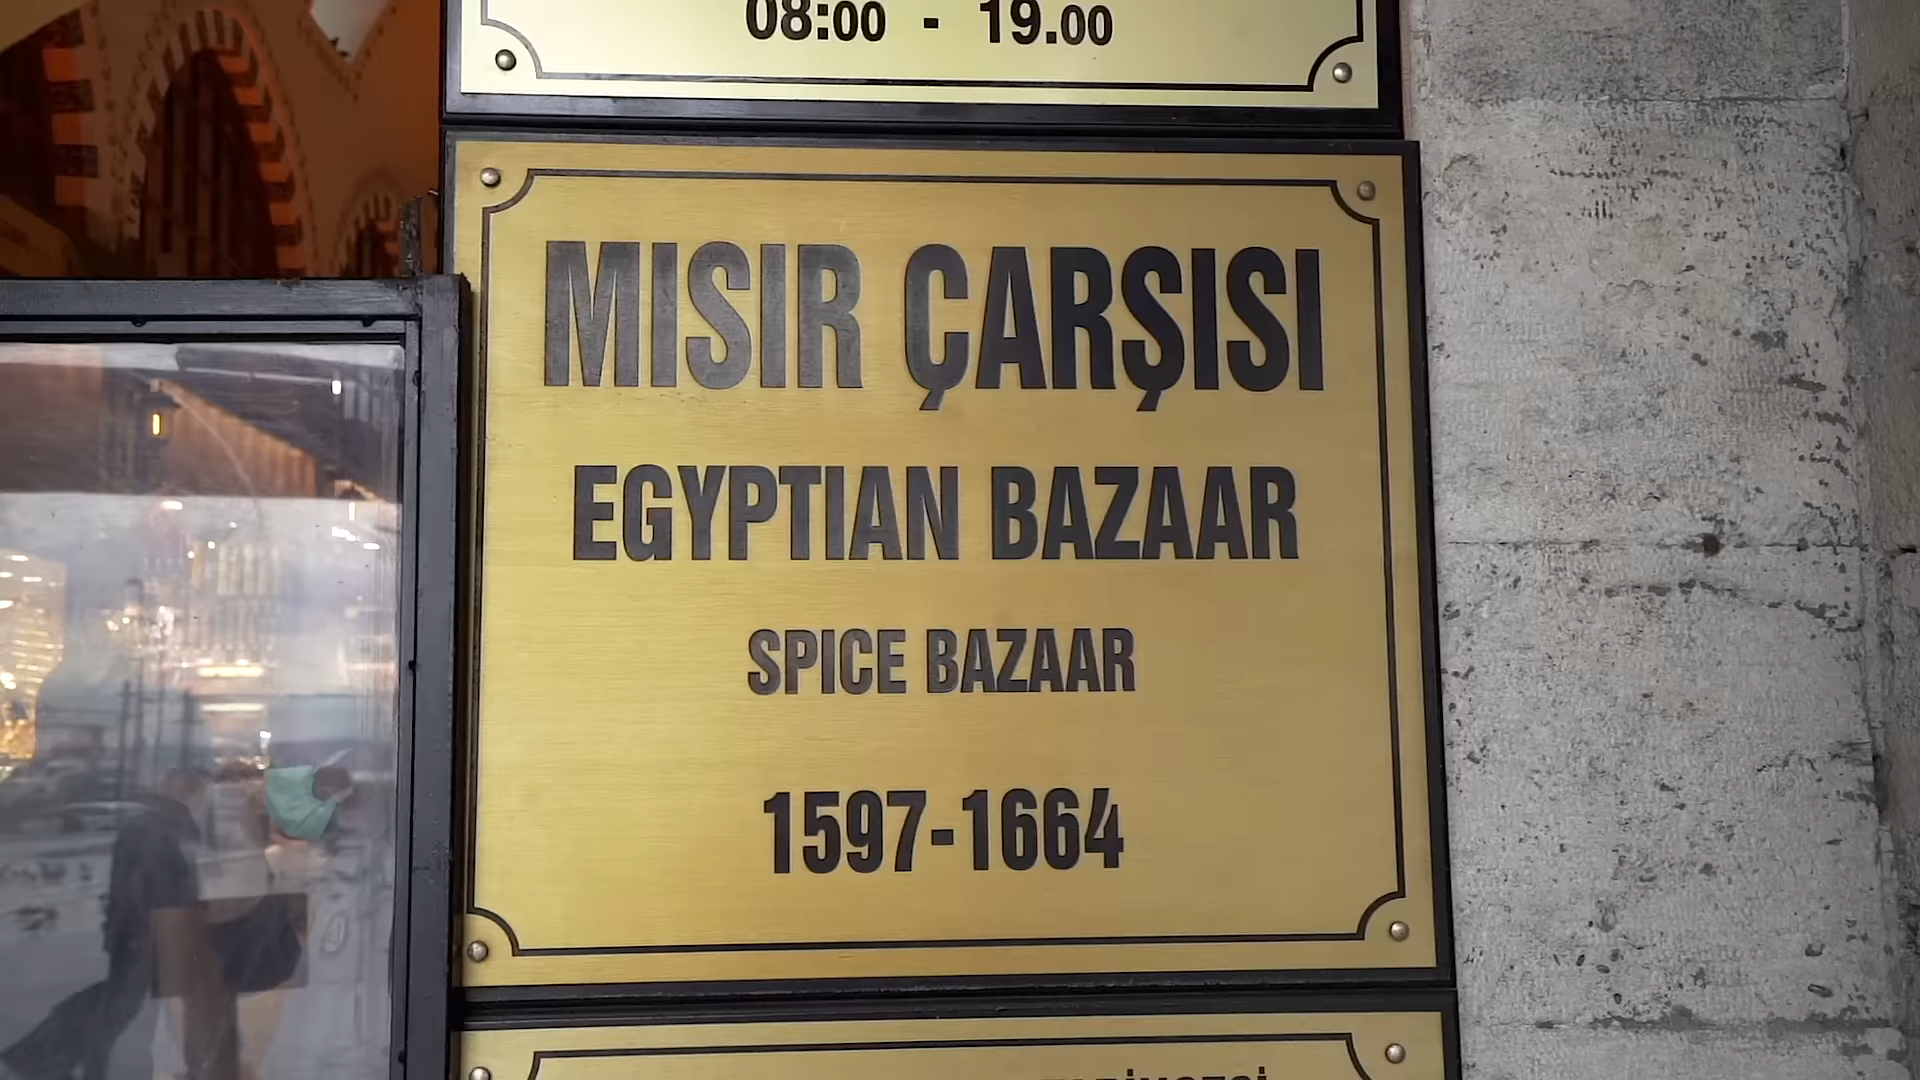 08:00 - 19.00
MISIR ÇARŞISI
EGYPTIAN BAZAAR
SPICE BAZAAR
1597-1664